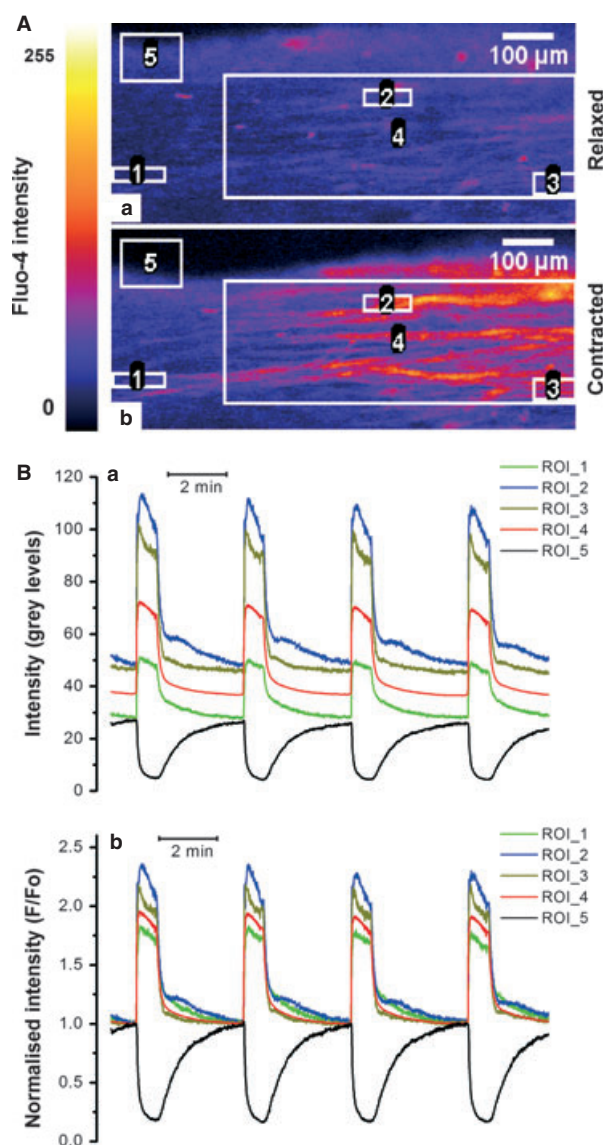 A
255
Fluo-4 intensity
0
5
2
4
1
3
100 µm
a
Relaxed
5
2
4
1
3
100 µm
b
Contracted
B
a
2 min
ROI_1
ROI_2
ROI_3
ROI_4
ROI_5
120
100
80
60
40
20
0
Intensity (grey levels)
b
2 min
ROI_1
ROI_2
ROI_3
ROI_4
ROI_5
2.5
2.0
1.5
1.0
0.5
0.0
Normalised intensity (F/Fo)